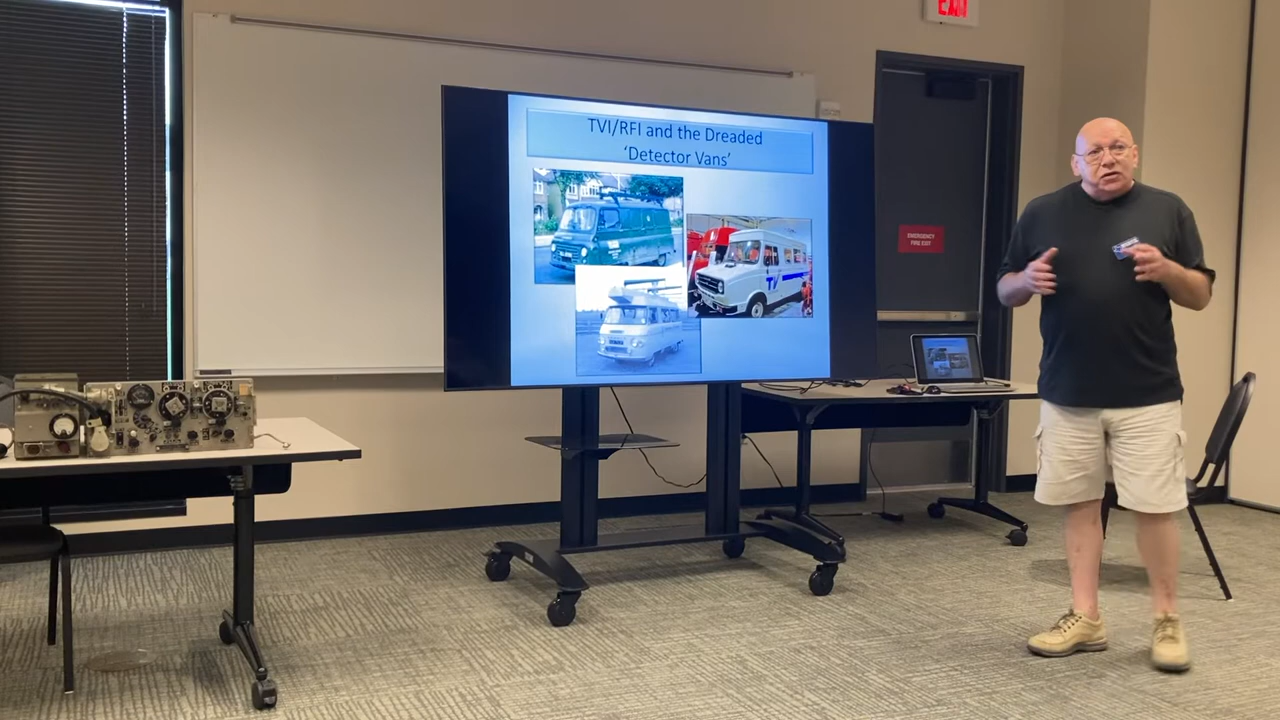 EXIT
TVI/RFI and the Dreaded
'Detector Vans'
TV
EMERGENCY
FIRE EXIT